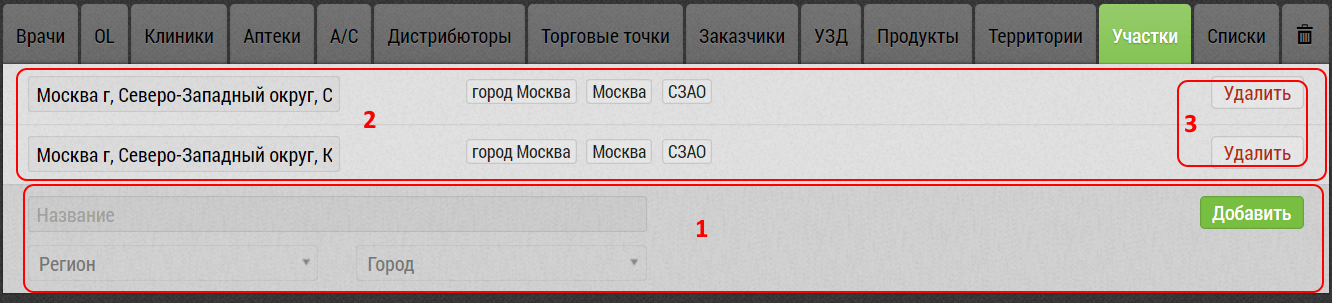 Врачи OL Клиники Аптеки А/С Дистрибюторы Торговые точки Заказчики УЗД Продукты Территории Участки Списки
Москва г, Северо-Западный округ, С город Москва Москва СЗАО Удалить
2 3
Москва г, Северо-Западный округ, К город Москва Москва СЗАО Удалить
Название Добавить
1
Регион Город